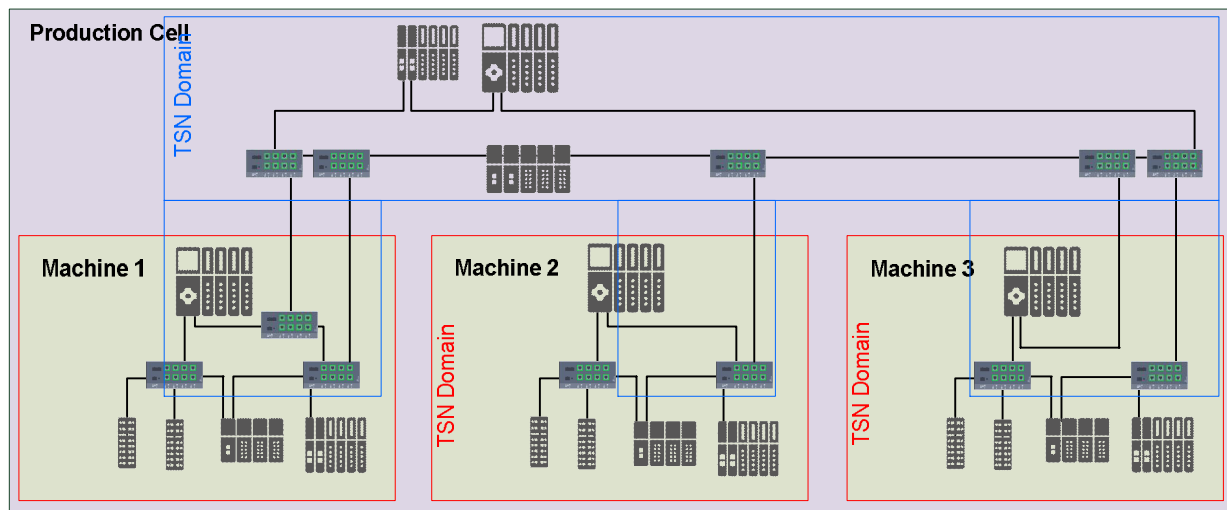 Production Cell
TSN Domain
Machine 1
Machine 2
Machine 3
TSN Domain
TSN Domain